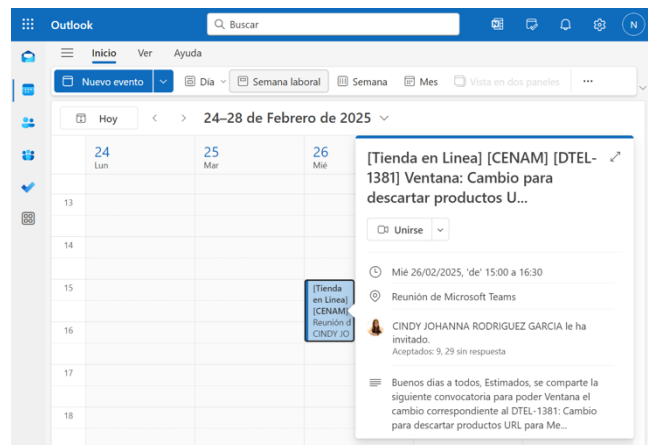 Outlook
Buscar
N
Inicio Ver Ayuda
Nuevo evento Día Semana laboral Semana Mes Vista en dos paneles ...
Hoy 24–28 de Febrero de 2025
24 25 26
Lun Mar Mié
13
14
15
16
17
18
[Tienda
en Linea]
[CENAM]
Reunión d
CINDY JO
[Tienda en Linea] [CENAM] [DTEL-
1381] Ventana: Cambio para
descartar productos U...
Unirse
Mié 26/02/2025, 'de' 15:00 a 16:30
Reunión de Microsoft Teams
CINDY JOHANNA RODRIGUEZ GARCIA le ha
invitado.
Aceptados: 9, 29 sin respuesta
Buenos días a todos, Estimados, se comparte la
siguiente convocatoria para poder Ventana el
cambio correspondiente al DTEL-1381: Cambio
para descartar productos URL para Me...